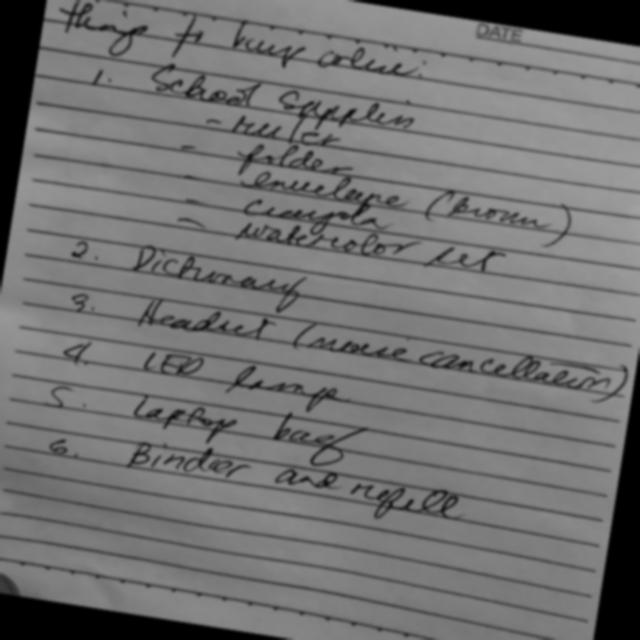 DATE
things to buy online:
1. School Supplies
- ruler
- folder
- envelope (brown)
- crayola
- watercolor set
2. Dictionary
3. Headset (noise cancellation)
4. LED lamp
5. Laptop bag
6. Binder and refill